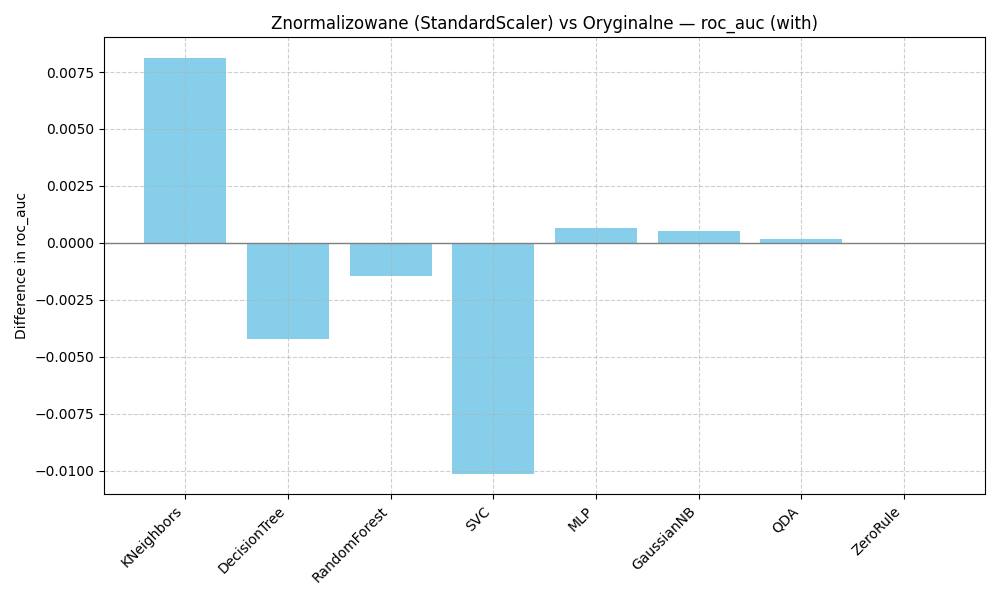 Znormalizowane (StandardScaler) vs Oryginalne — roc_auc (with)
Difference in roc_auc
0.0075
0.0050
0.0025
0.0000
−0.0025
−0.0050
−0.0075
−0.0100
KNeighbors
DecisionTree
RandomForest
SVC
MLP
GaussianNB
QDA
ZeroRule